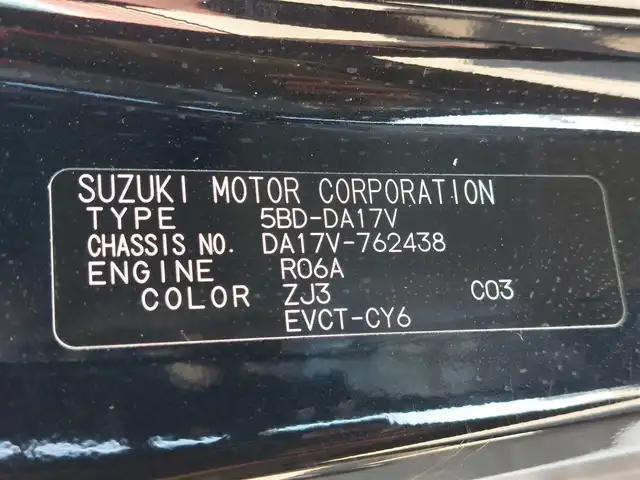 SUZUKI MOTOR CORPORATION
TYPE 5BD-DA17V
CHASSIS NO. DA17V-762438
ENGINE R06A
COLOR ZJ3 C03
EVCT-CY6